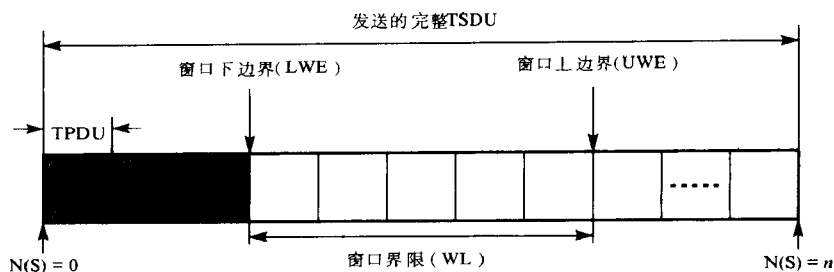 发送的完整TSDU
窗口下边界(LWE)
窗口上边界(UWE)
TPDU
窗口界限(WL)
N(S) = 0
N(S) = n